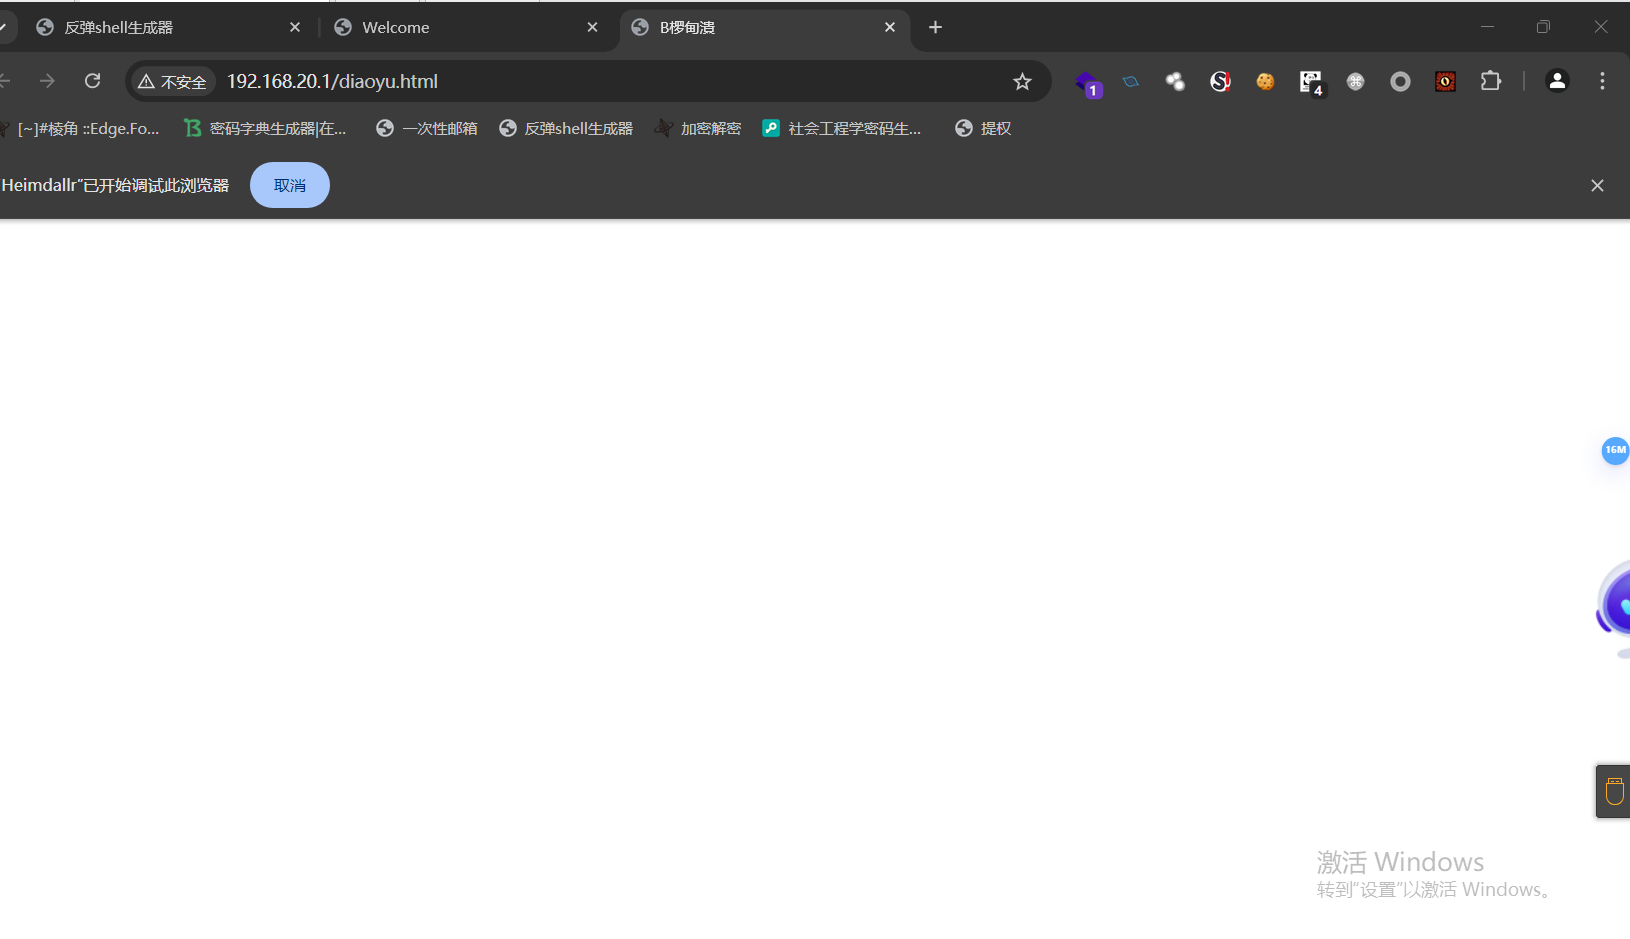 反弹shell生成器
Welcome
B椤甸潰
不安全
192.168.20.1/diaoyu.html
1
4
[~]#棱角 ::Edge.Fo...
密码字典生成器|在...
一次性邮箱
反弹shell生成器
加密解密
社会工程学密码生...
提权
"Heimdallr"已开始调试此浏览器
取消
16M
激活 Windows
转到"设置"以激活 Windows。